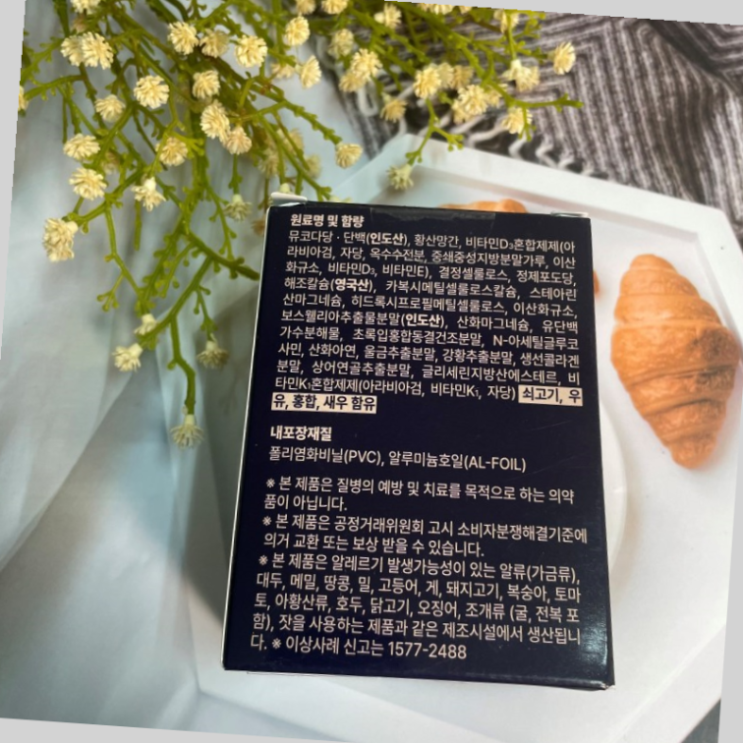 원료명 및 함량
뮤코다당 · 단백(인도산), 황산망간, 비타민D₃혼합제제(아
라비아검, 자당, 옥수수전분, 중쇄중성지방분말가루, 이산
화규소, 비타민D₃, 비타민E), 결정셀룰로스, 정제포도당,
해조칼슘(영국산), 카복시메틸셀룰로스칼슘, 스테아린
산마그네슘, 히드록시프로필메틸셀룰로스, 이산화규소,
보스웰리아추출물분말(인도산), 산화마그네슘, 유단백
가수분해물, 초록입홍합동결건조분말, N-아세틸글루코
사민, 산화아연, 울금추출분말, 강황추출분말, 생선콜라겐
분말, 상어연골추출분말, 글리세린지방산에스테르, 비
타민K₁혼합제제(아라비아검, 비타민K₁, 자당) 쇠고기, 우
유, 홍합, 새우 함유
내포장재질
폴리염화비닐(PVC), 알루미늄호일(AL-FOIL)
※ 본 제품은 질병의 예방 및 치료를 목적으로 하는 의약
품이 아닙니다.
※ 본 제품은 공정거래위원회 고시 소비자분쟁해결기준에
의거 교환 또는 보상 받을 수 있습니다.
※ 본 제품은 알레르기 발생가능성이 있는 알류(가금류),
대두, 메밀, 땅콩, 밀, 고등어, 게, 돼지고기, 복숭아, 토마
토, 아황산류, 호두, 닭고기, 오징어, 조개류 (굴, 전복 포
함), 잣을 사용하는 제품과 같은 제조시설에서 생산됩니
다. ※ 이상사례 신고는 1577-2488